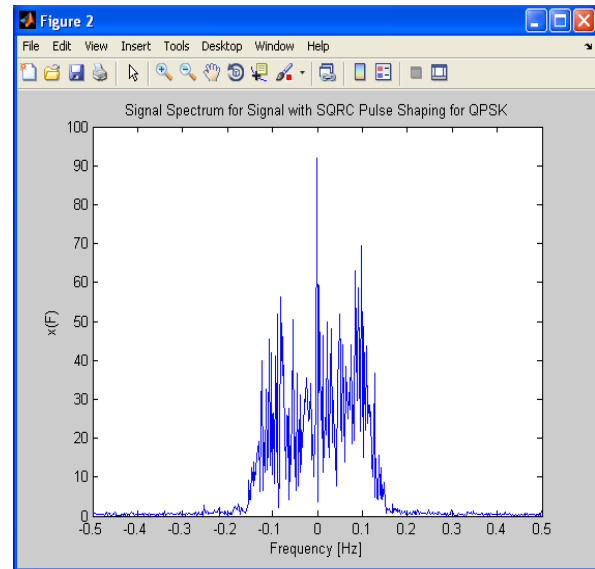 Figure 2
File Edit View Insert Tools Desktop Window Help
Signal Spectrum for Signal with SQRC Pulse Shaping for QPSK
100
90
80
70
60
50
40
30
20
10
0
x(F)
-0.5 -0.4 -0.3 -0.2 -0.1 0 0.1 0.2 0.3 0.4 0.5
Frequency [Hz]